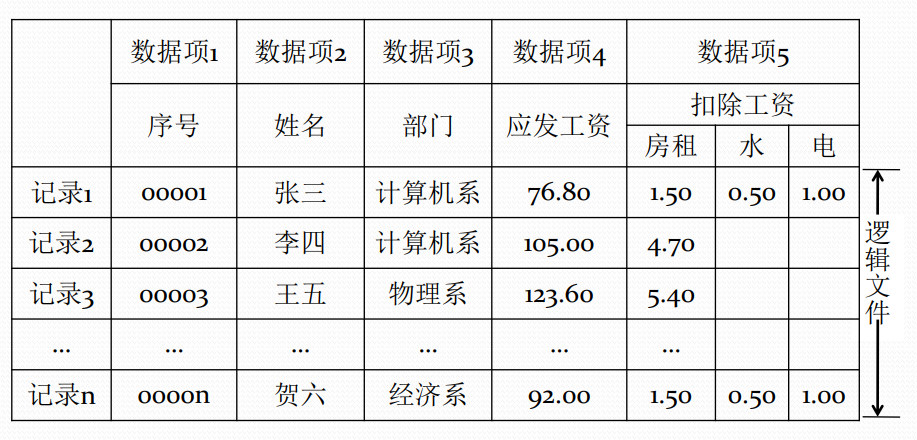 数据项1 数据项2 数据项3 数据项4 数据项5
序号 姓名 部门 应发工资 扣除工资
房租 水 电
记录1 00001 张三 计算机系 76.80 1.50 0.50 1.00
记录2 00002 李四 计算机系 105.00 4.70
记录3 00003 王五 物理系 123.60 5.40
... ... ... ... ... ...
记录n 0000n 贺六 经济系 92.00 1.50 0.50 1.00
逻辑文件